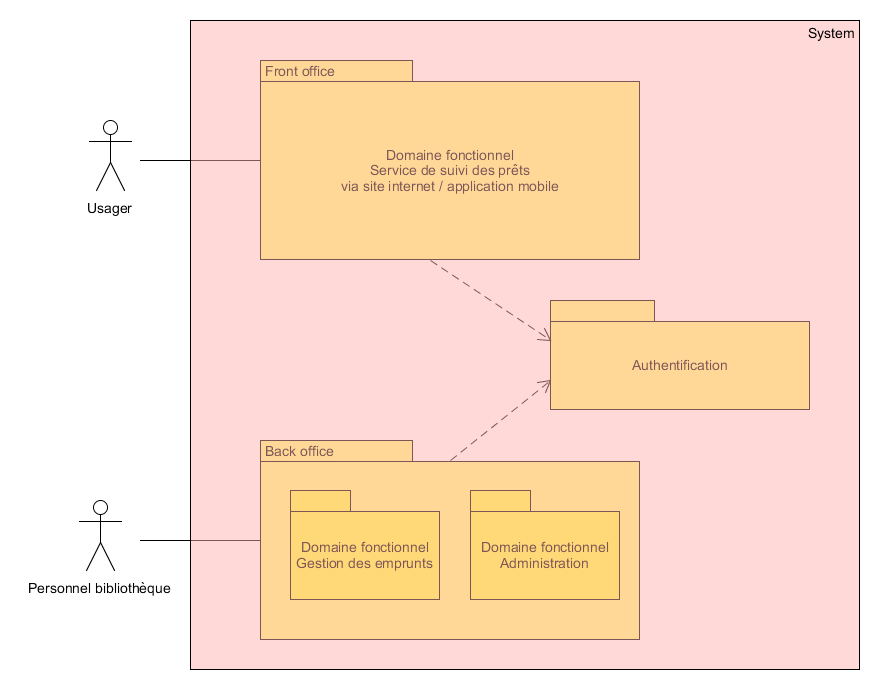 System
Front office
Domaine fonctionnel
Service de suivi des prêts
via site internet / application mobile
Usager
Authentification
Back office
Domaine fonctionnel
Gestion des emprunts
Domaine fonctionnel
Administration
Personnel bibliothèque